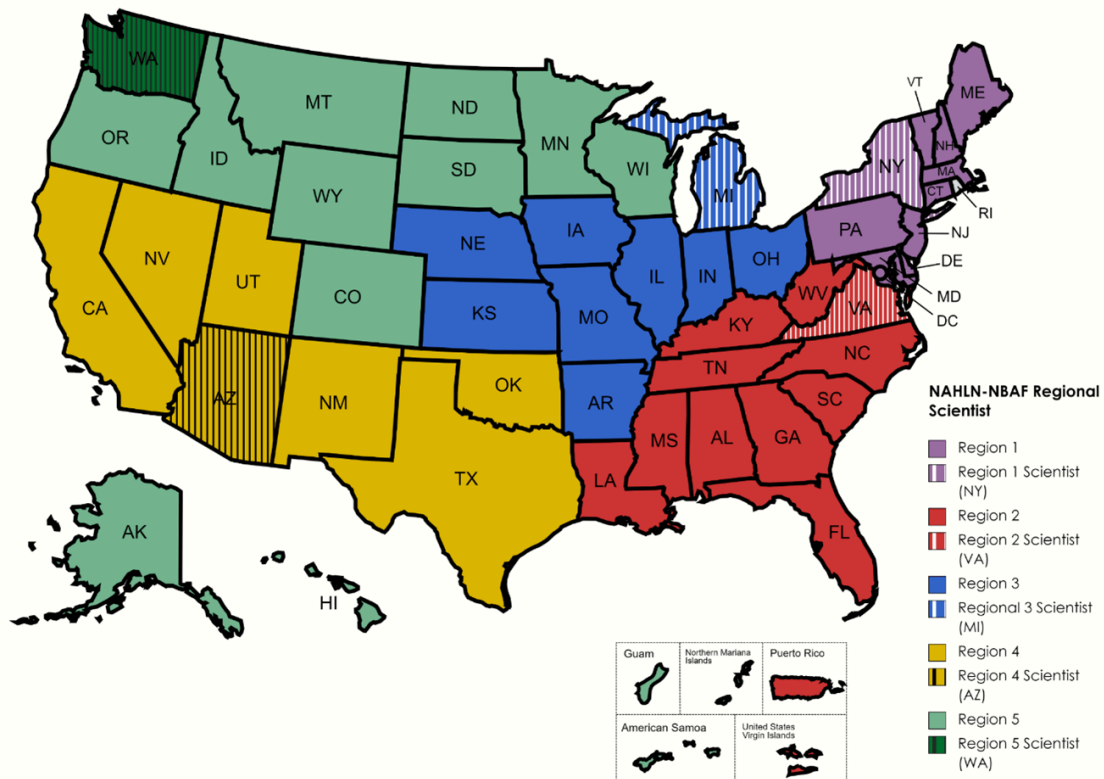 WA
MT
ND
MN
OR
ID
WY
SD
WI
MI
VT
ME
NH
NY
MA
CT
RI
NJ
PA
DE
MD
DC
NV
UT
CA
CO
NE
IA
KS
MO
IL
IN
OH
WV
VA
KY
NC
TN
SC
AZ
NM
OK
AR
TX
LA
MS
AL
GA
FL
AK
HI
NAHLN-NBAF Regional
Scientist
Region 1
Region 1 Scientist
(NY)
Region 2
Region 2 Scientist
(VA)
Region 3
Regional 3 Scientist
(MI)
Region 4
Region 4 Scientist
(AZ)
Region 5
Region 5 Scientist
(WA)
Guam
Northern Mariana
Islands
Puerto Rico
American Samoa
United States
Virgin Islands